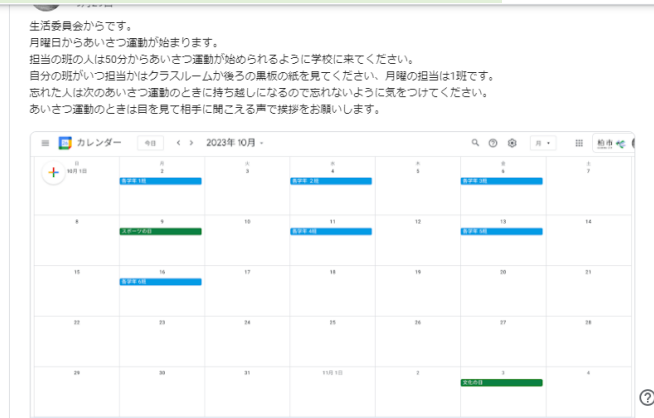 生活委員会からです。
月曜日からあいさつ運動が始まります。
担当の班の人は50分からあいさつ運動が始められるように学校に来てください。
自分の班がいつ担当かはクラスルームか後ろの黒板の紙を見てください、月曜の担当は1班です。
忘れた人は次のあいさつ運動のときに持ち越しになるので忘れないように気をつけてください。
あいさつ運動のときは目を見て相手に聞こえる声で挨拶をお願いします。
カレンダー 今日 2023年 10月 月 柏市
日 月 火 水 木 金 土
10月 1日 2 3 4 5 6 7
各学年 1班 各学年 2班 各学年 3班
8 9 10 11 12 13 14
スポーツの日 各学年 4班 各学年 5班
15 16 17 18 19 20 21
各学年 6班
22 23 24 25 26 27 28
29 30 31 11月 1日 2 3 4
文化の日